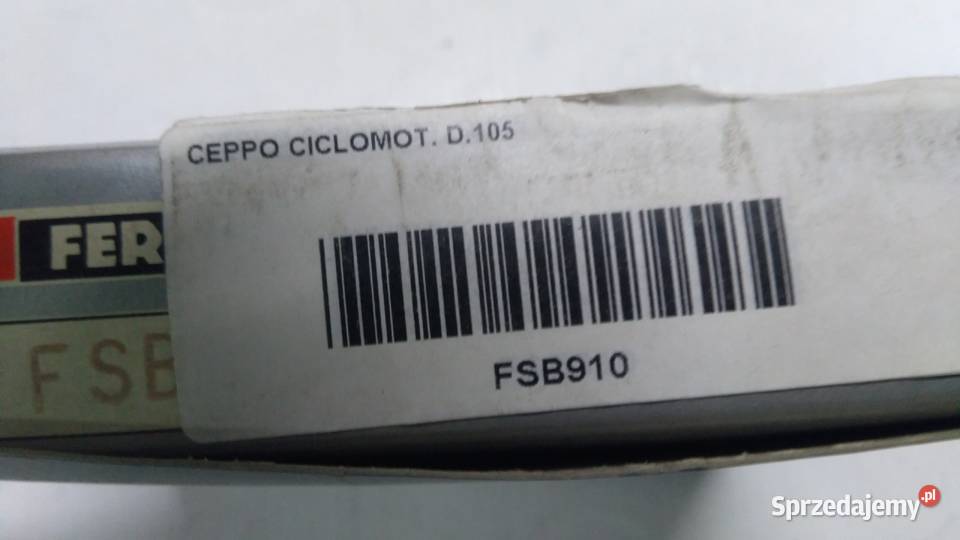 CEPPO CICLOMOT. D.105
FER
FSB
FSB910
Sprzedajemy.pl